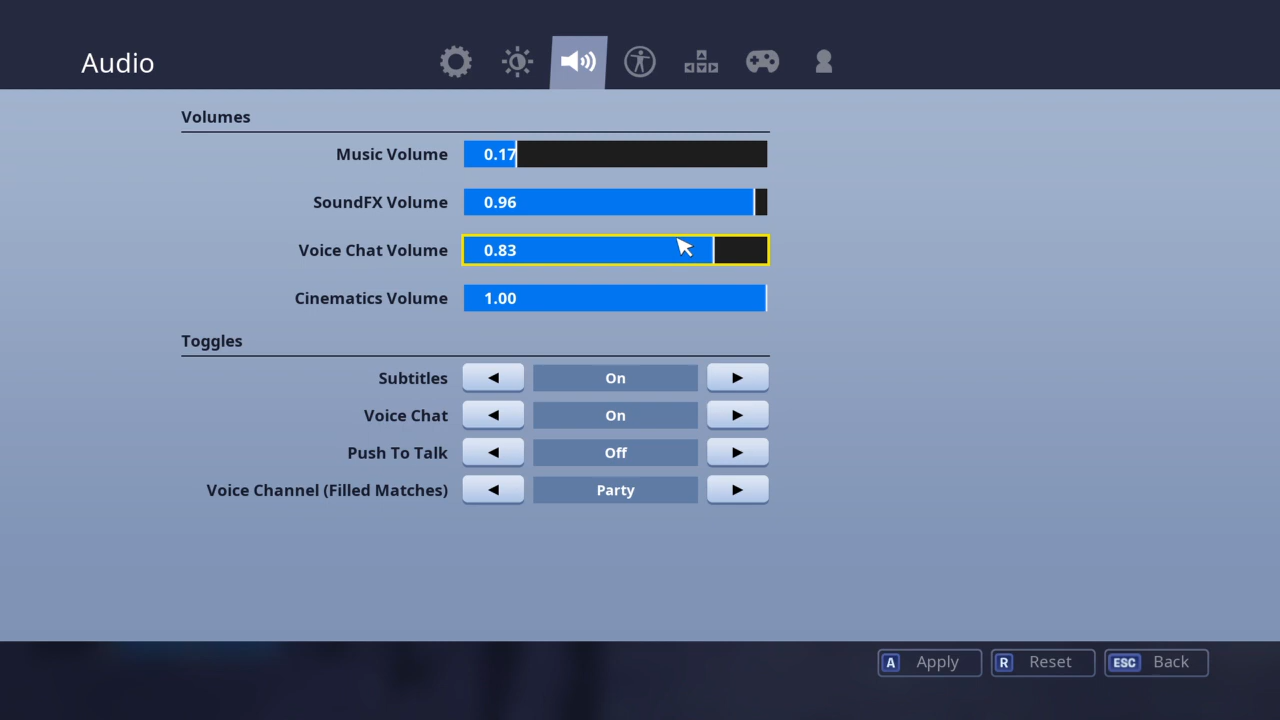 Audio
Volumes
Music Volume 0.17
SoundFX Volume 0.96
Voice Chat Volume 0.83
Cinematics Volume 1.00
Toggles
Subtitles On
Voice Chat On
Push To Talk Off
Voice Channel (Filled Matches) Party
A Apply R Reset ESC Back